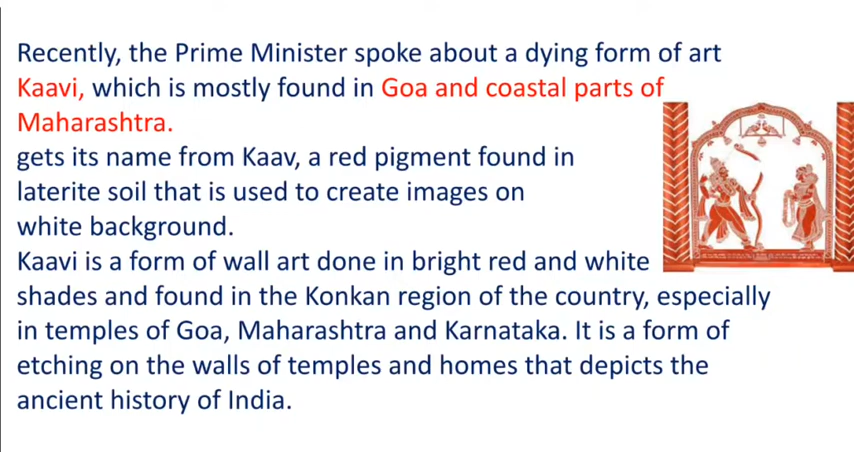 Recently, the Prime Minister spoke about a dying form of art
Kaavi, which is mostly found in Goa and coastal parts of
Maharashtra.
gets its name from Kaav, a red pigment found in
laterite soil that is used to create images on
white background.
Kaavi is a form of wall art done in bright red and white
shades and found in the Konkan region of the country, especially
in temples of Goa, Maharashtra and Karnataka. It is a form of
etching on the walls of temples and homes that depicts the
ancient history of India.